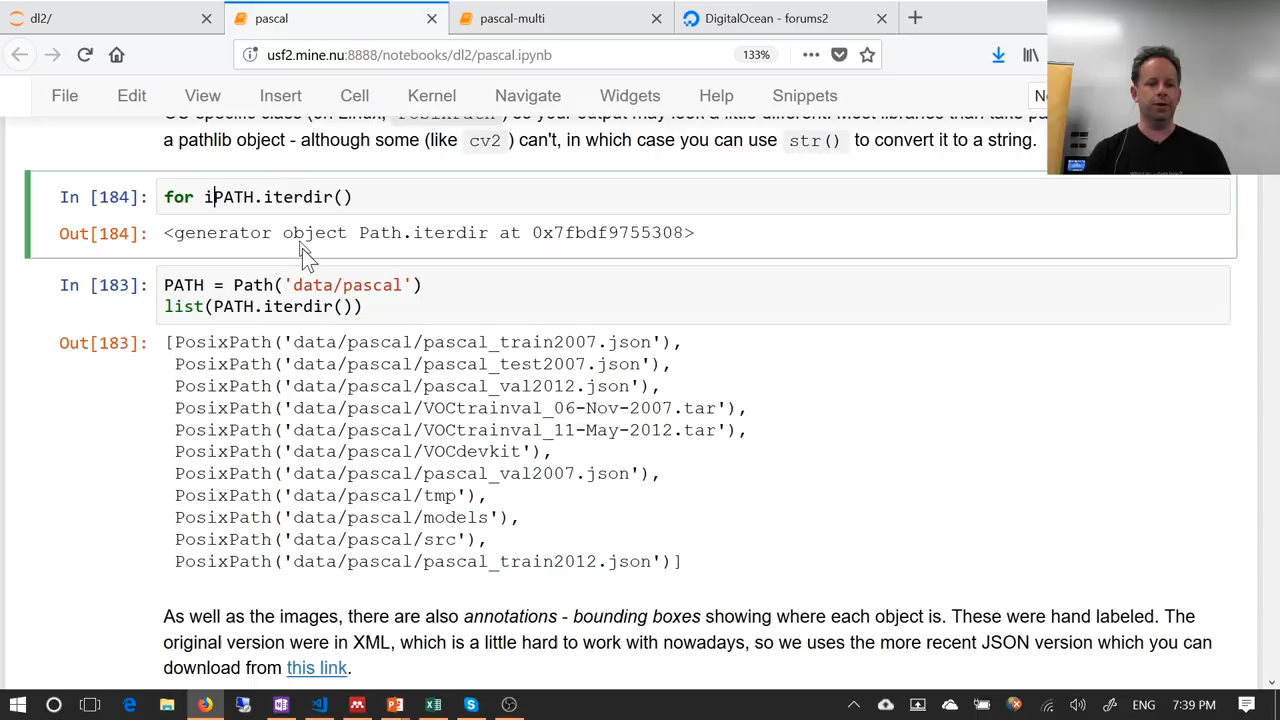 dl2/
pascal
pascal-multi
DigitalOcean - forums2
usf2.mine.nu:8888/notebooks/dl2/pascal.ipynb
133%
File Edit View Insert Cell Kernel Navigate Widgets Help Snippets
a pathlib object - although some (like cv2 ) can't, in which case you can use str() to convert it to a string.
In [184]: for iPATH.iterdir()
Out[184]: <generator object Path.iterdir at 0x7fbdf9755308>
In [183]: PATH = Path('data/pascal')
list(PATH.iterdir())
Out[183]: [PosixPath('data/pascal/pascal_train2007.json'),
PosixPath('data/pascal/pascal_test2007.json'),
PosixPath('data/pascal/pascal_val2012.json'),
PosixPath('data/pascal/VOCtrainval_06-Nov-2007.tar'),
PosixPath('data/pascal/VOCtrainval_11-May-2012.tar'),
PosixPath('data/pascal/VOCdevkit'),
PosixPath('data/pascal/pascal_val2007.json'),
PosixPath('data/pascal/tmp'),
PosixPath('data/pascal/models'),
PosixPath('data/pascal/src'),
PosixPath('data/pascal/pascal_train2012.json')]
As well as the images, there are also annotations - bounding boxes showing where each object is. These were hand labeled. The
original version were in XML, which is a little hard to work with nowadays, so we uses the more recent JSON version which you can
download from this link.
ENG 7:39 PM